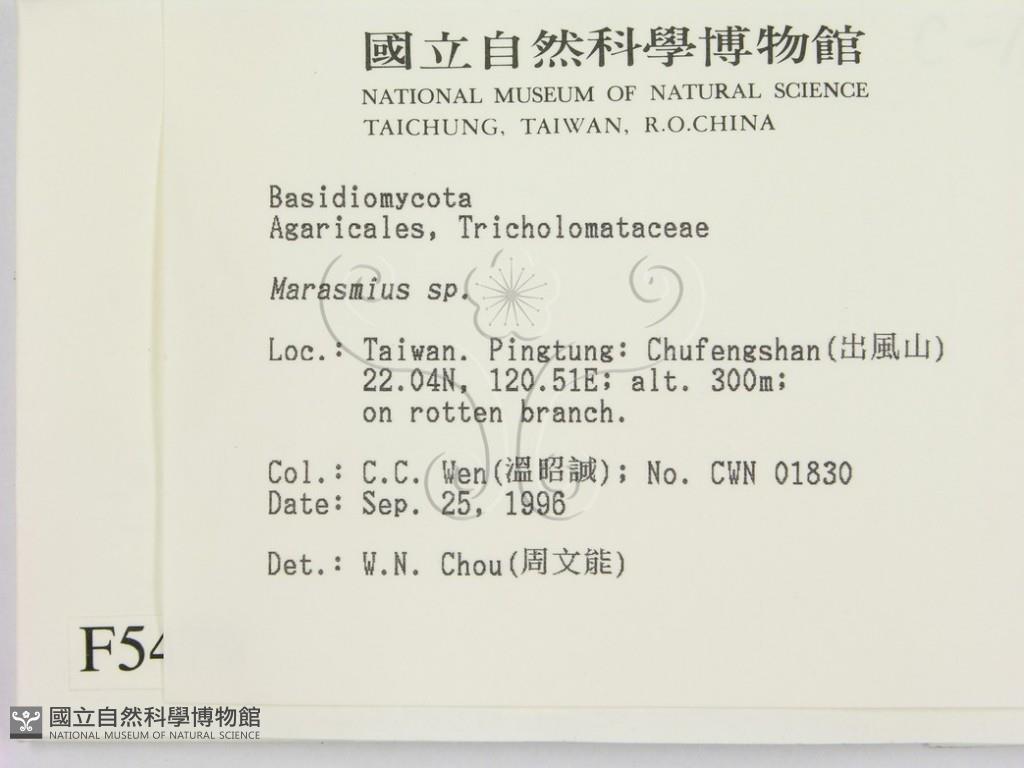 國立自然科學博物館
NATIONAL MUSEUM OF NATURAL SCIENCE
TAICHUNG, TAIWAN, R.O.CHINA
Basidiomycota
Agaricales, Tricholomataceae
Marasmius sp.
Loc.: Taiwan. Pingtung: Chufengshan(出風山)
22.04N, 120.51E; alt. 300m;
on rotten branch.
Col.: C.C. Wen(溫昭誠); No. CWN 01830
Date: Sep. 25, 1996
Det.: W.N. Chou(周文能)
F54
國立自然科學博物館
NATIONAL MUSEUM OF NATURAL SCIENCE